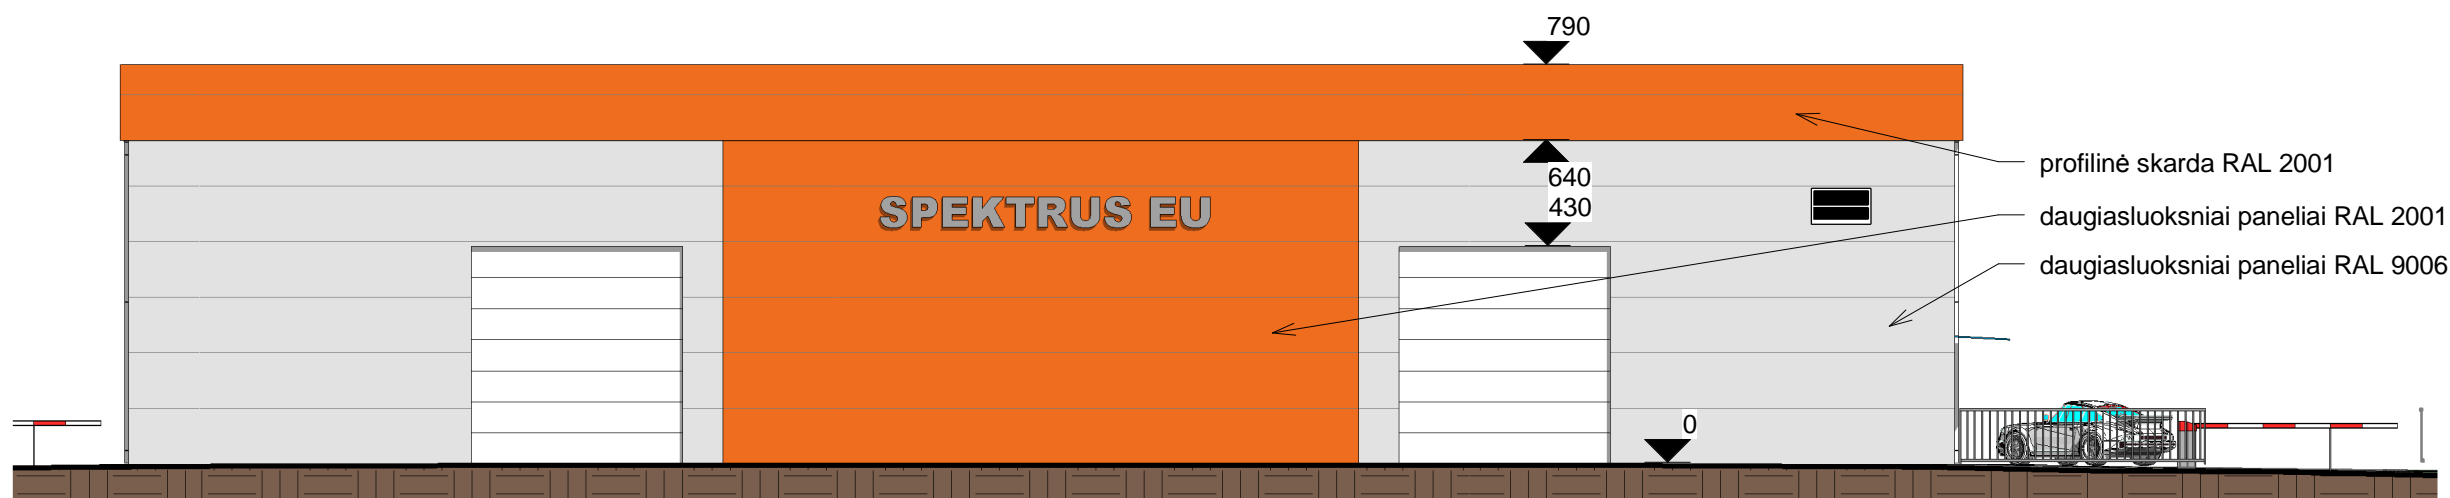 790
640
430
SPEKTRUS EU
0
profilinė skarda RAL 2001
daugiasluoksniai paneliai RAL 2001
daugiasluoksniai paneliai RAL 9006